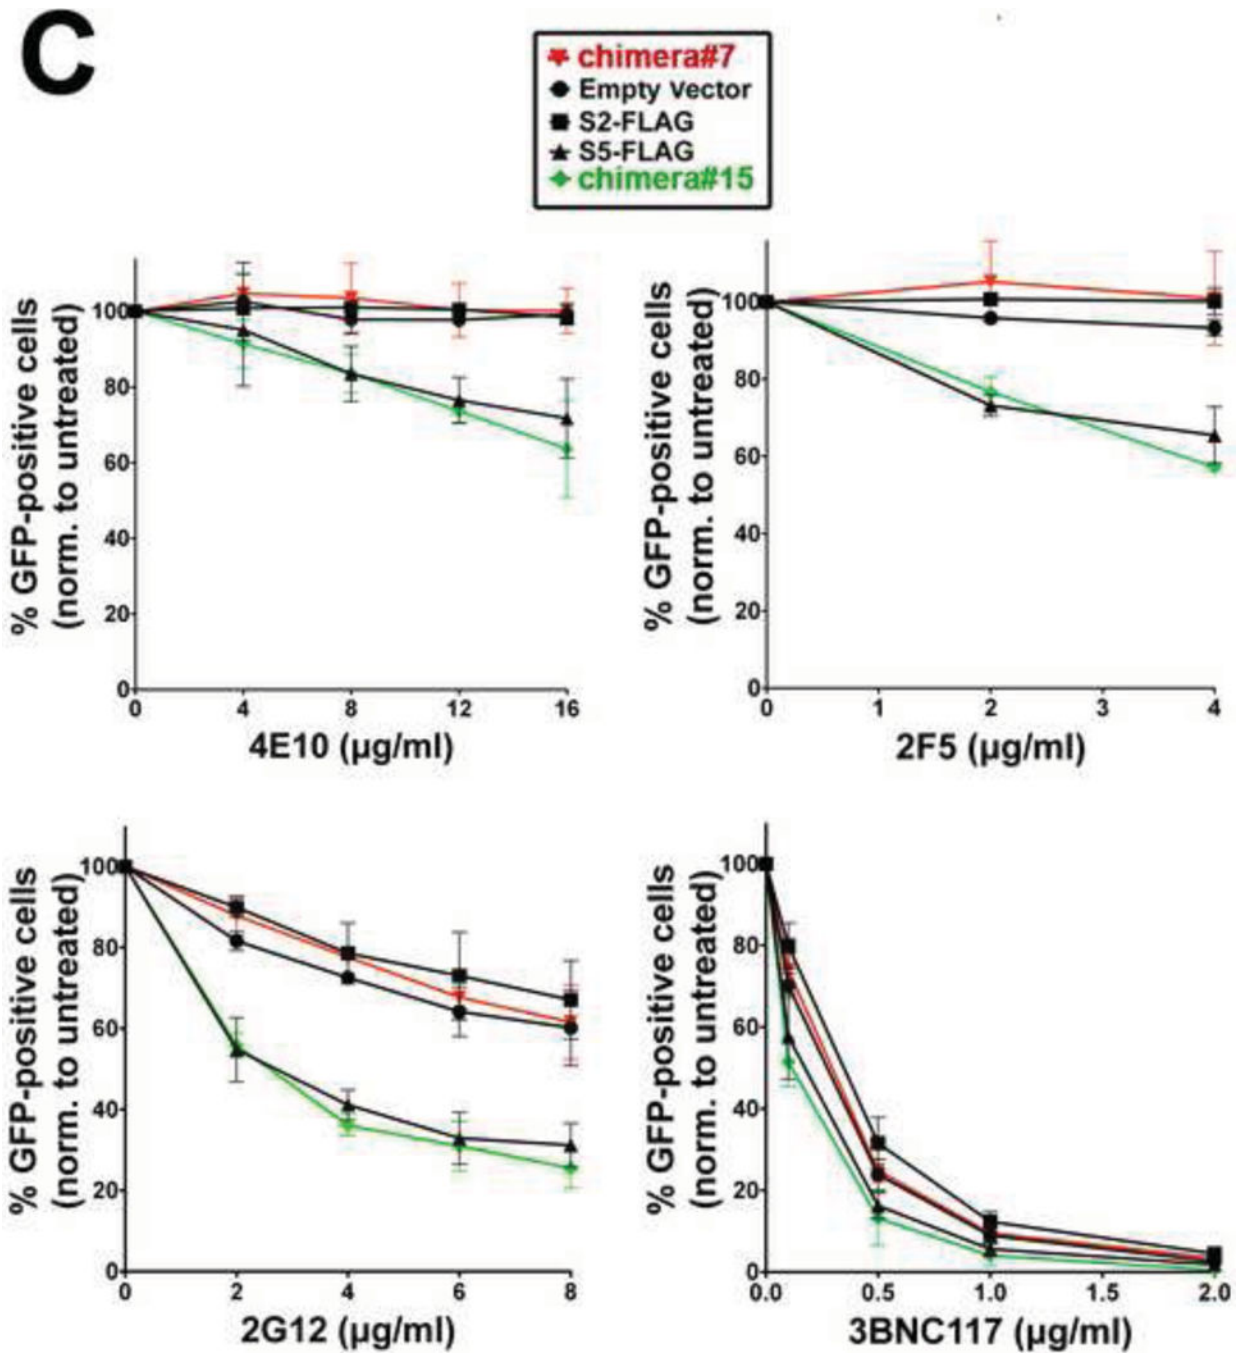 C
chimera#7
Empty Vector
S2-FLAG
S5-FLAG
chimera#15
% GFP-positive cells
(norm. to untreated)
100
80
60
40
20
0
0 4 8 12 16
4E10 (µg/ml)
% GFP-positive cells
(norm. to untreated)
100
80
60
40
20
0
0 1 2 3 4
2F5 (µg/ml)
% GFP-positive cells
(norm. to untreated)
100
80
60
40
20
0
0 2 4 6 8
2G12 (µg/ml)
% GFP-positive cells
(norm. to untreated)
100
80
60
40
20
0
0.0 0.5 1.0 1.5 2.0
3BNC117 (µg/ml)